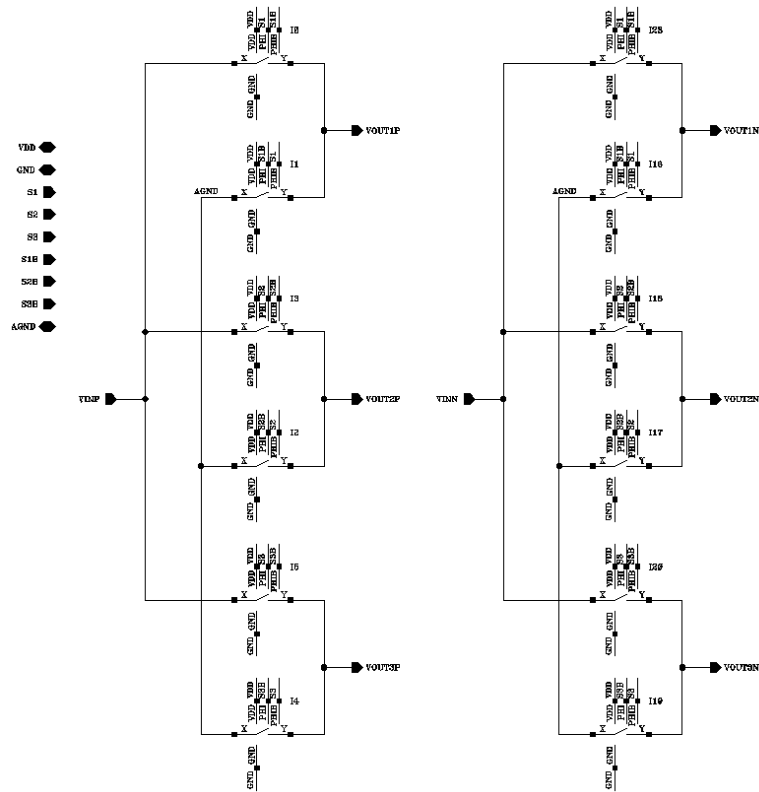 VDD
GND
S1
S2
S3
S1B
S2B
S3B
AGND
VINP
VDD S1 S1B I0
VDD PHI PHIB
X Y
GND GND
VOUT1P
VDD S1B S1 I1
VDD PHI PHIB
AGND X Y
GND GND
VDD S2 S2B I3
VDD PHI PHIB
X Y
GND GND
VOUT2P
VDD S2B S2 I2
VDD PHI PHIB
X Y
GND GND
VDD S3 S3B I5
VDD PHI PHIB
X Y
GND GND
VOUT3P
VDD S3B S3 I4
VDD PHI PHIB
X Y
GND GND
VINN
VDD S1 S1B
VDD PHI PHIB
X Y
GND GND
VOUT1N
VDD S1B S1 I16
VDD PHI PHIB
AGND X Y
GND GND
VDD S2 S2B
VDD PHI PHIB
X Y
GND GND
VOUT2N
VDD S2B S2 I17
VDD PHI PHIB
X Y
GND GND
VDD S3 S3B I20
VDD PHI PHIB
X Y
GND GND
VOUT3N
VDD S3B S3 I19
VDD PHI PHIB
X Y
GND GND